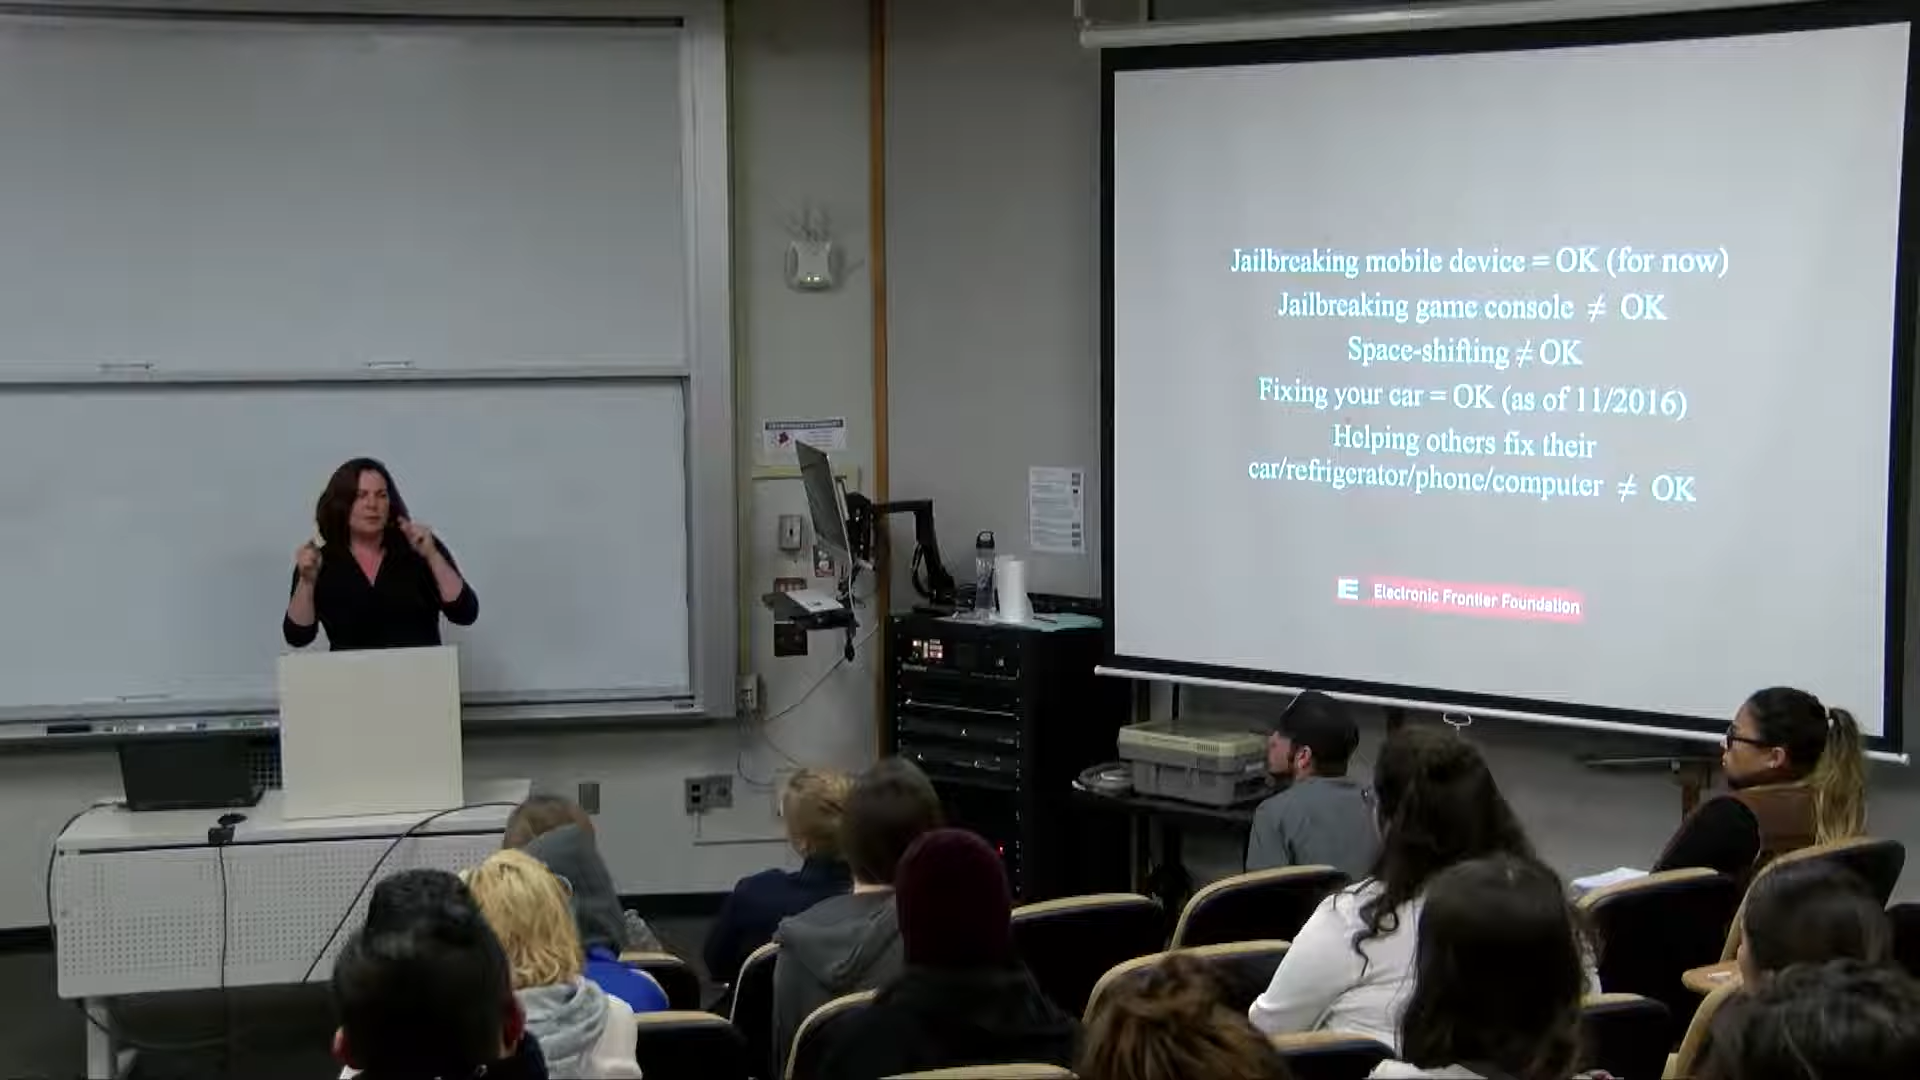 Jailbreaking mobile device = OK (for now)
Jailbreaking game console ≠ OK
Space-shifting ≠ OK
Fixing your car = OK (as of 11/2016)
Helping others fix their
car/refrigerator/phone/computer ≠ OK
Electronic Frontier Foundation